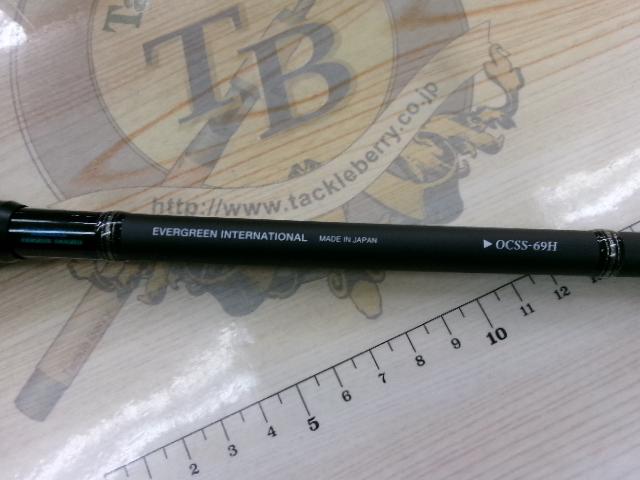 TB
http://www.tackleberry.co.jp
EVERGREEN INTERNATIONAL MADE IN JAPAN ▶ OCSS-69H
2 3 4 5 6 7 8 9 10 11 12